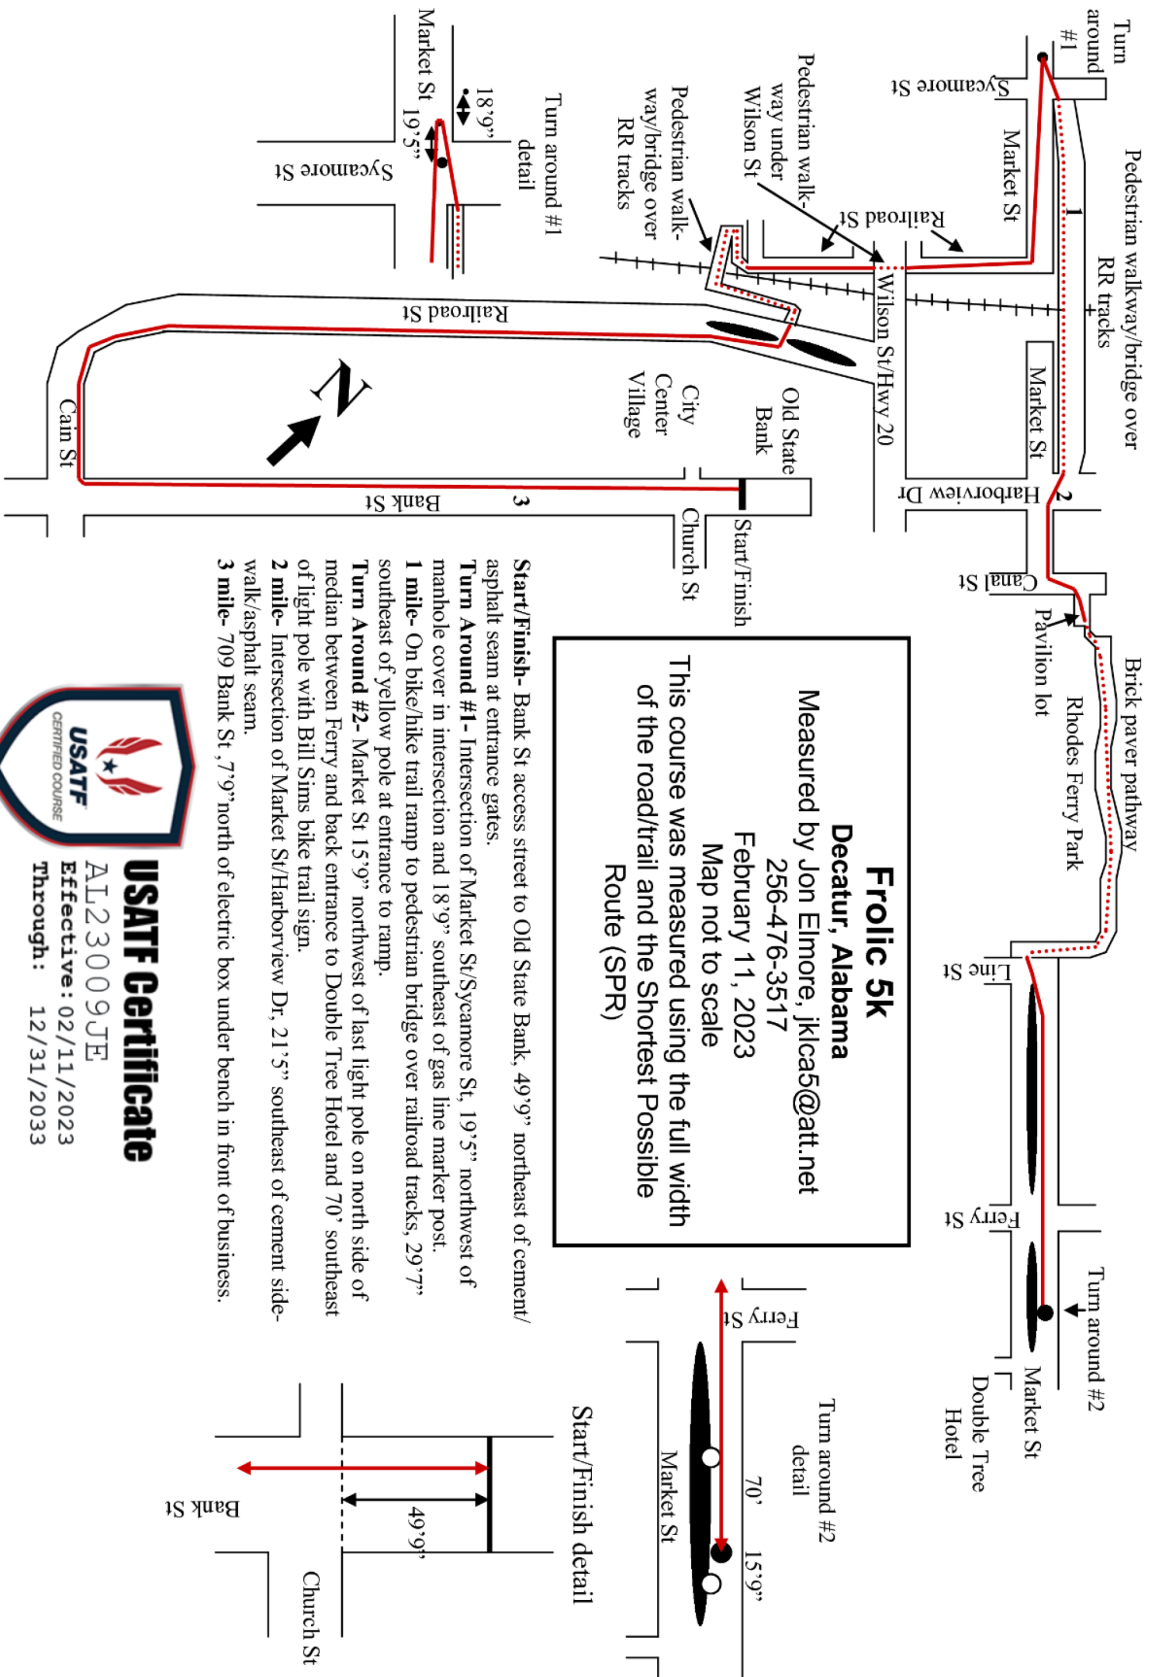 Turn
around
#1
Sycamore St
Market St
Pedestrian walkway/bridge over
RR tracks
1
Market St
Harborview Dr
2
Canal St
Pavilion lot
Brick paver pathway
Rhodes Ferry Park
Line St
Ferry St
Turn around #2
Market St
Double Tree
Hotel
Pedestrian walk-
way under
Wilson St
Railroad St
Wilson St/Hwy 20
Pedestrian walk-
way/bridge over
RR tracks
Turn around #1
detail
18’9”
19’5”
Market St
Sycamore St
Railroad St
N
Old State
Bank
City
Center
Village
Cain St
Bank St
3
Church St
Start/Finish
Frolic 5k
Decatur, Alabama
Measured by Jon Elmore, jklca5@att.net
256-476-3517
February 11, 2023
Map not to scale
This course was measured using the full width
of the road/trail and the Shortest Possible
Route (SPR)
Start/Finish- Bank St access street to Old State Bank, 49’9” northeast of cement/
asphalt seam at entrance gates.
Turn Around #1- Intersection of Market St/Sycamore St, 19’5” northwest of
manhole cover in intersection and 18’9” southeast of gas line marker post.
1 mile- On bike/hike trail ramp to pedestrian bridge over railroad tracks, 29’7”
southeast of yellow pole at entrance to ramp.
Turn Around #2- Market St 15’9” northwest of last light pole on north side of
median between Ferry and back entrance to Double Tree Hotel and 70’ southeast
of light pole with Bill Sims bike trail sign.
2 mile- Intersection of Market St/Harborview Dr, 21’5” southeast of cement side-
walk/asphalt seam.
3 mile- 709 Bank St ,7’9”north of electric box under bench in front of business.
Turn around #2
detail
Ferry St
70’
15’9”
Market St
Start/Finish detail
49’9”
Bank St
Church St
USATF
CERTIFIED COURSE
USATF Certificate
AL23009JE
Effective:02/11/2023
Through: 12/31/2033